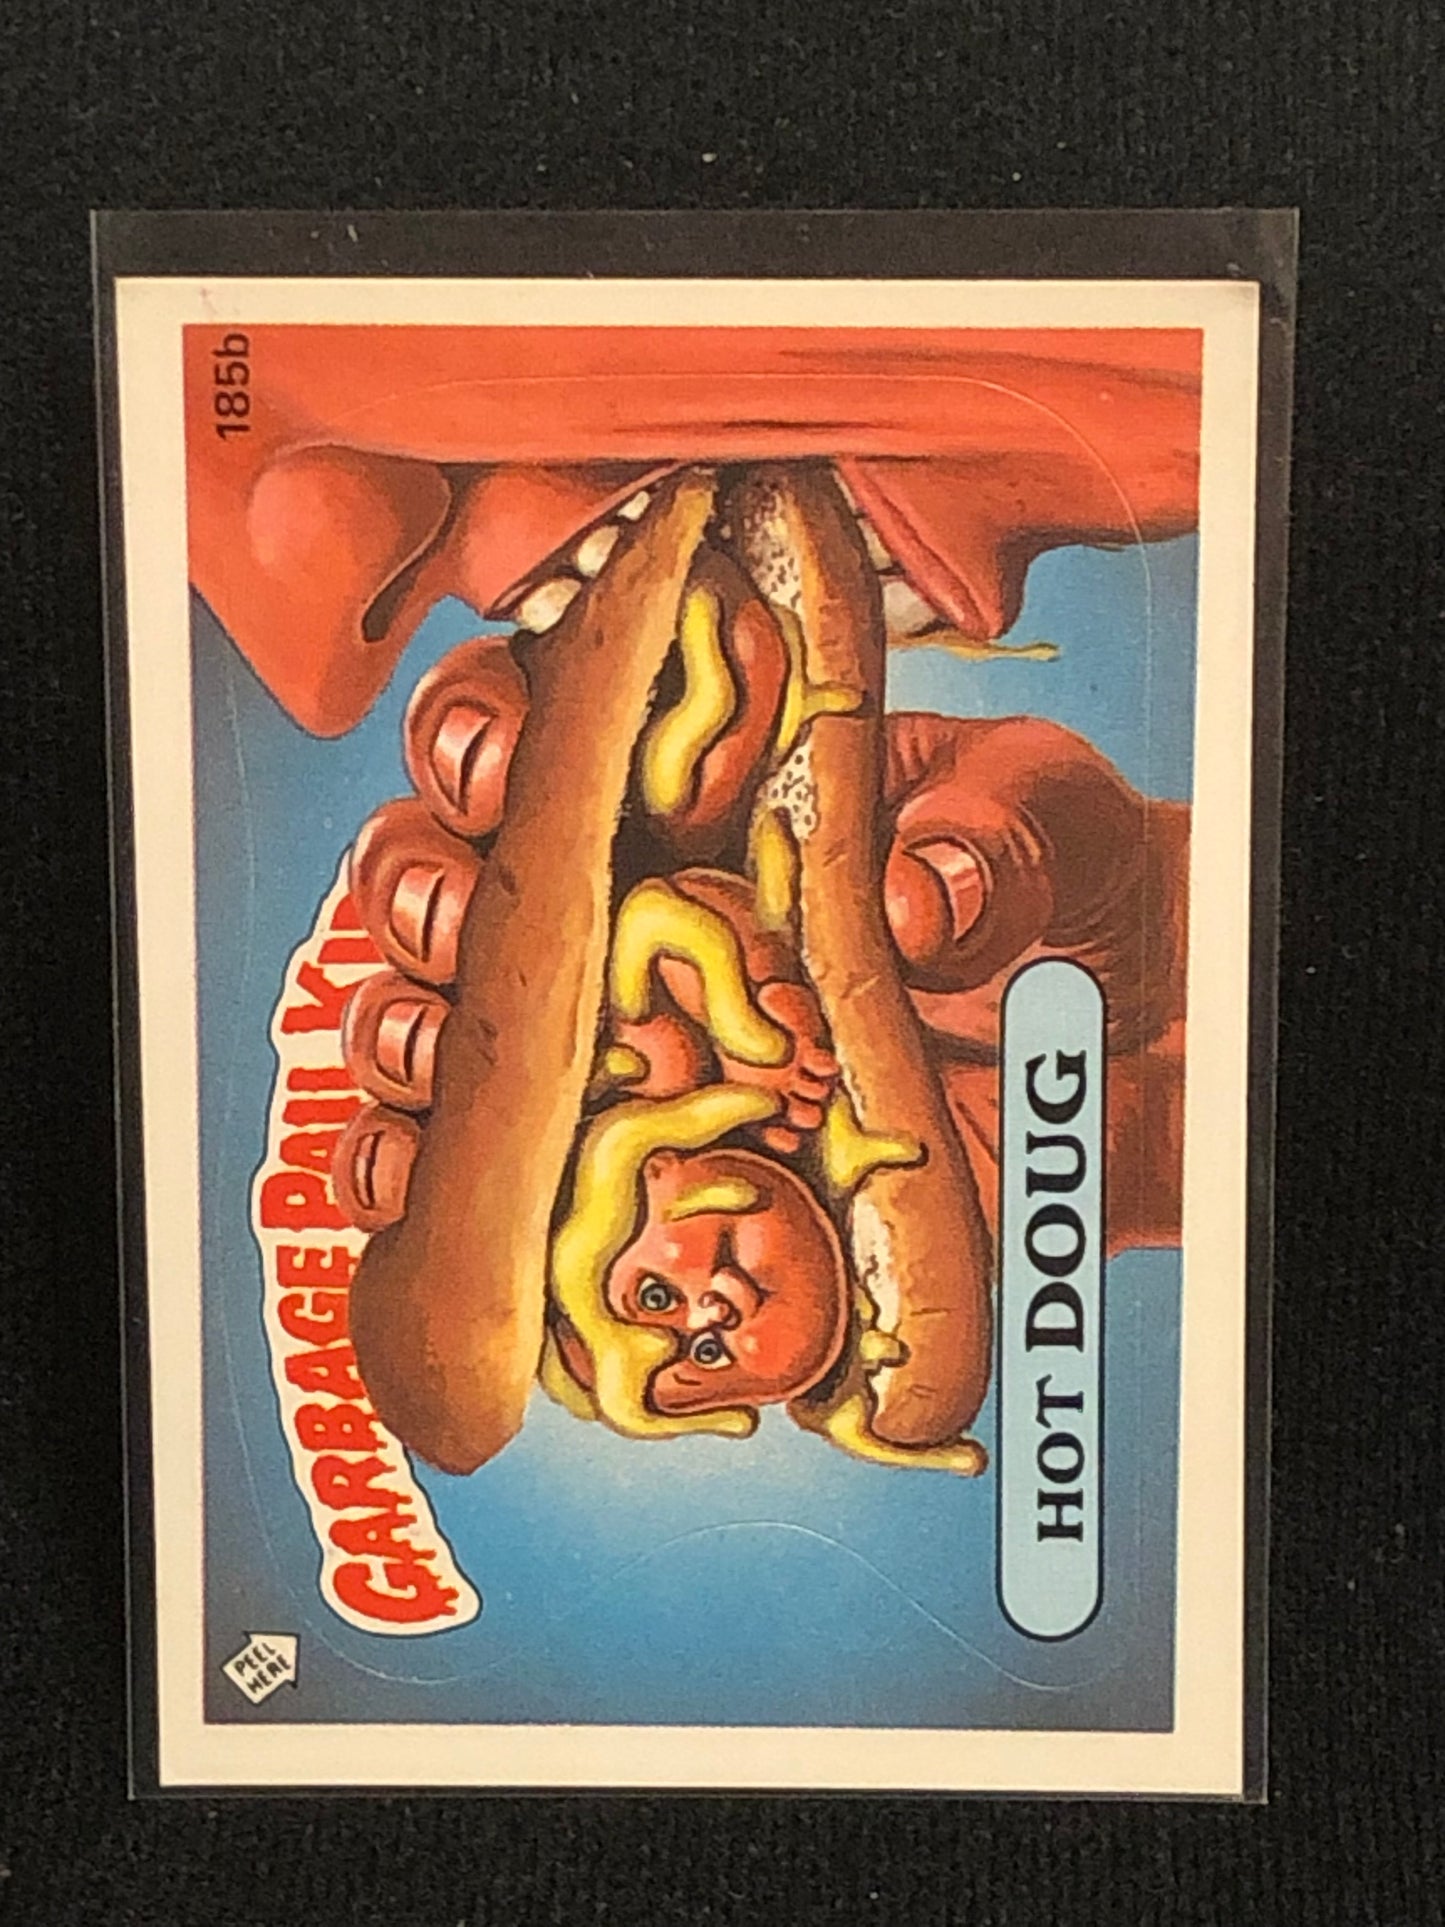 185b
GARBAGE PAIL KI
PEEL
HERE
HOT DOUG